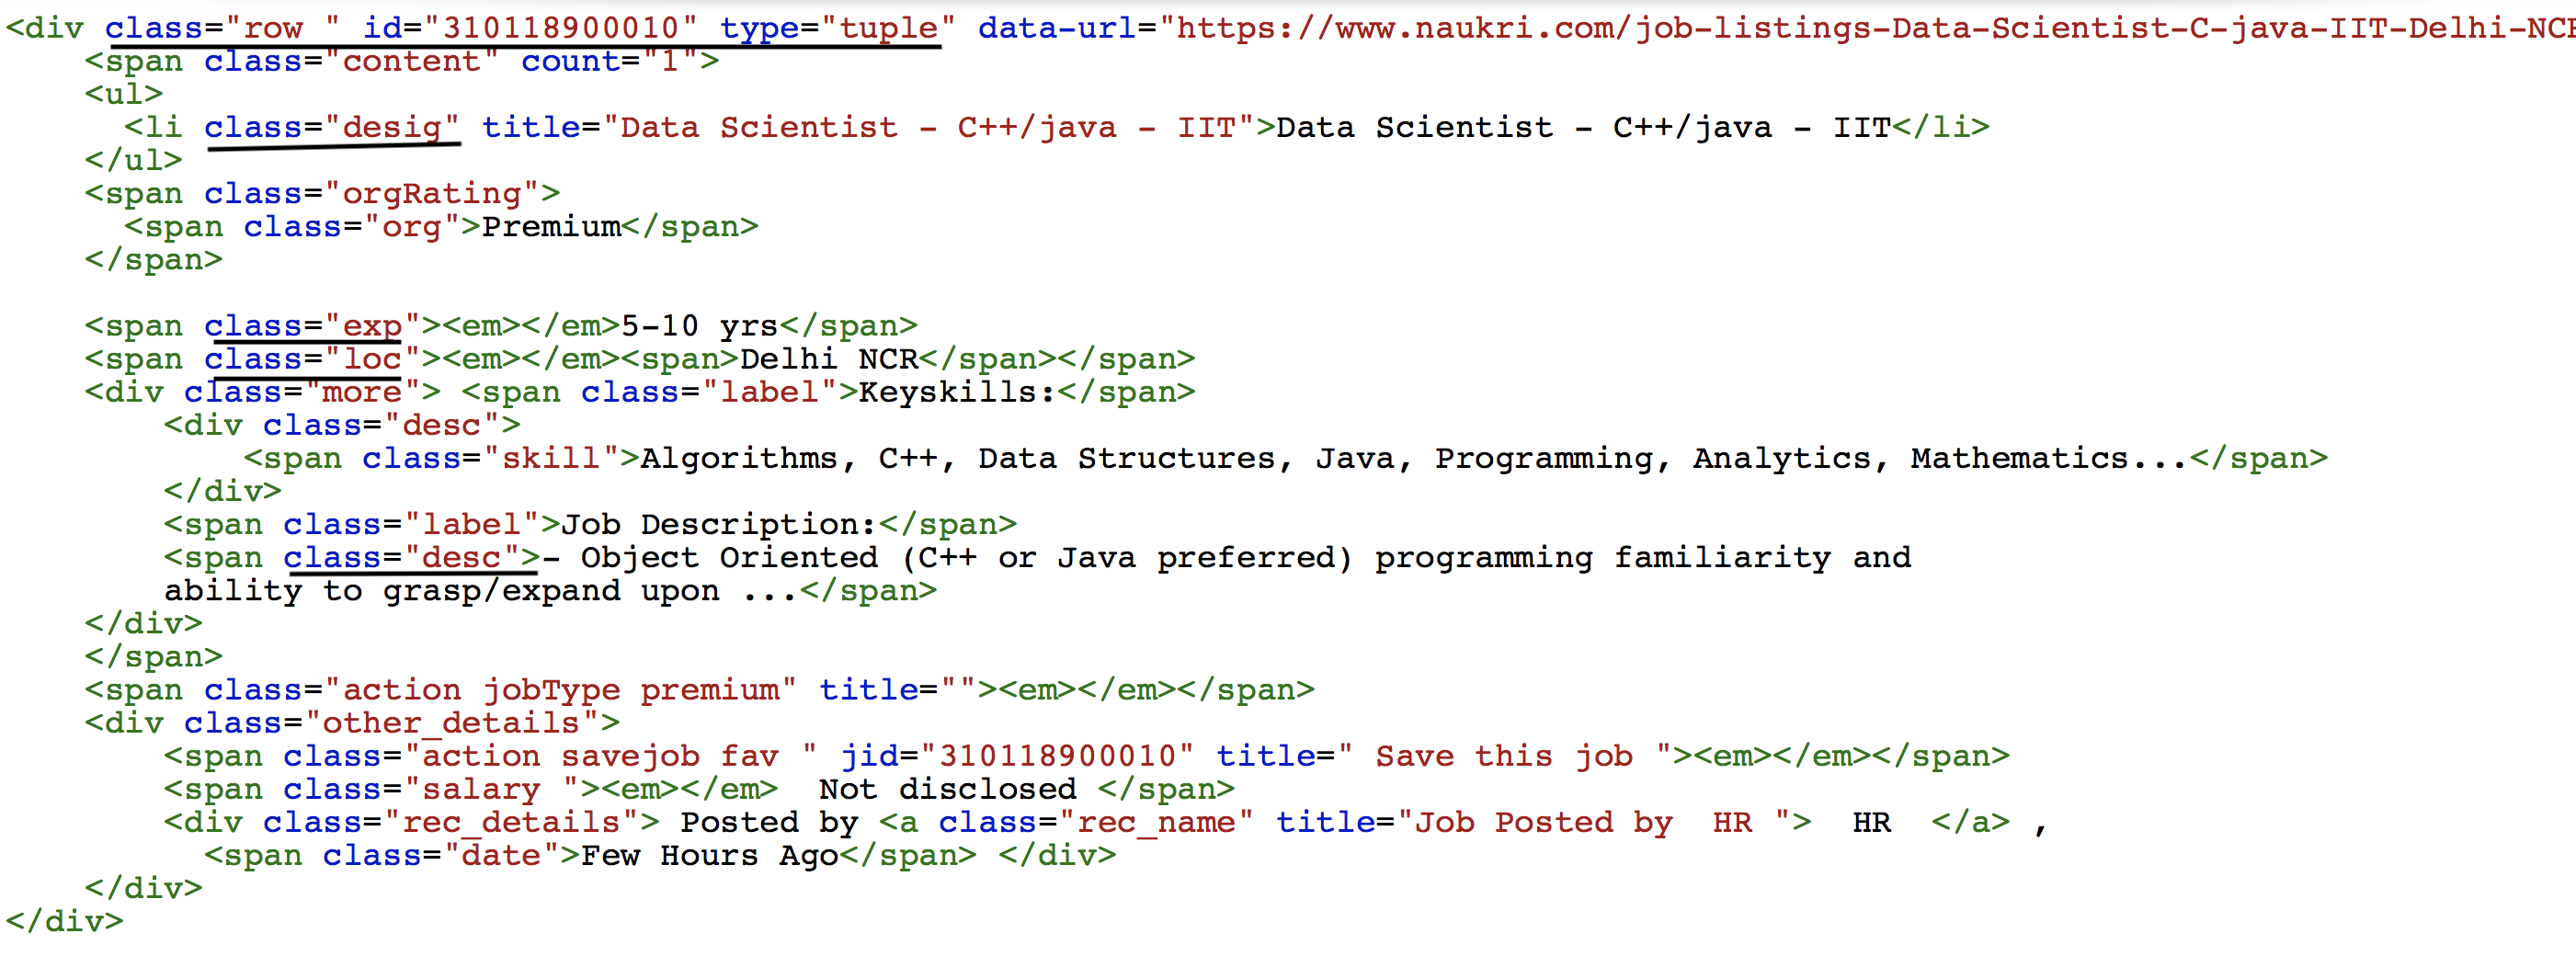 <div class="row " id="310118900010" type="tuple" data-url="https://www.naukri.com/job-listings-Data-Scientist-C-java-IIT-Delhi-NCR
<span class="content" count="1">
<ul>
<li class="desig" title="Data Scientist - C++/java - IIT">Data Scientist - C++/java - IIT</li>
</ul>
<span class="orgRating">
<span class="org">Premium</span>
</span>
<span class="exp"><em></em>5-10 yrs</span>
<span class="loc"><em></em><span>Delhi NCR</span></span>
<div class="more"> <span class="label">Keyskills:</span>
<div class="desc">
<span class="skill">Algorithms, C++, Data Structures, Java, Programming, Analytics, Mathematics...</span>
</div>
<span class="label">Job Description:</span>
<span class="desc">- Object Oriented (C++ or Java preferred) programming familiarity and
ability to grasp/expand upon ...</span>
</div>
</span>
<span class="action jobType premium" title=""><em></em></span>
<div class="other_details">
<span class="action savejob fav " jid="310118900010" title=" Save this job "><em></em></span>
<span class="salary "><em></em>  Not disclosed </span>
<div class="rec_details"> Posted by <a class="rec_name" title="Job Posted by  HR ">  HR  </a> ,
<span class="date">Few Hours Ago</span> </div>
</div>
</div>